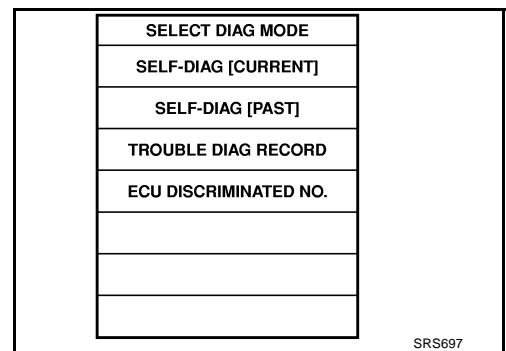 SELECT DIAG MODE
SELF-DIAG [CURRENT]
SELF-DIAG [PAST]
TROUBLE DIAG RECORD
ECU DISCRIMINATED NO.
SRS697